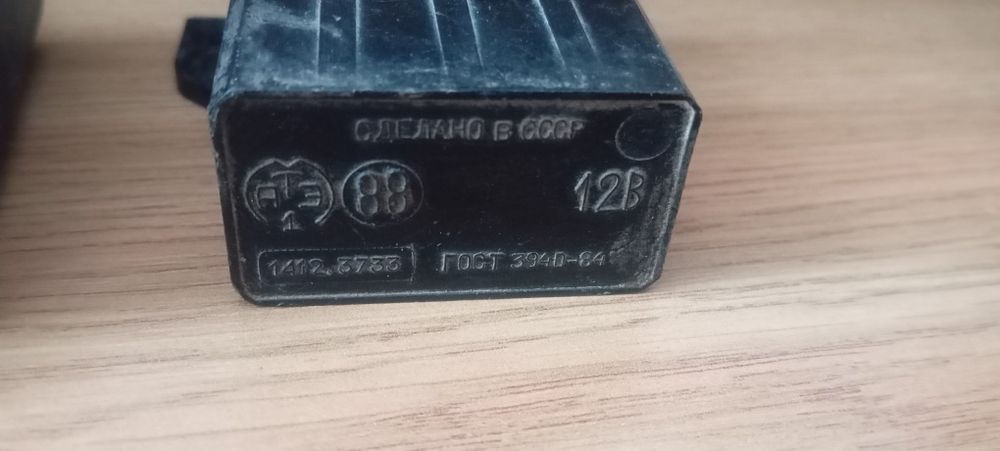 СДЕЛАНО В СССР
АТЭ 1 88 12В
1412.3733 ГОСТ 3940-84